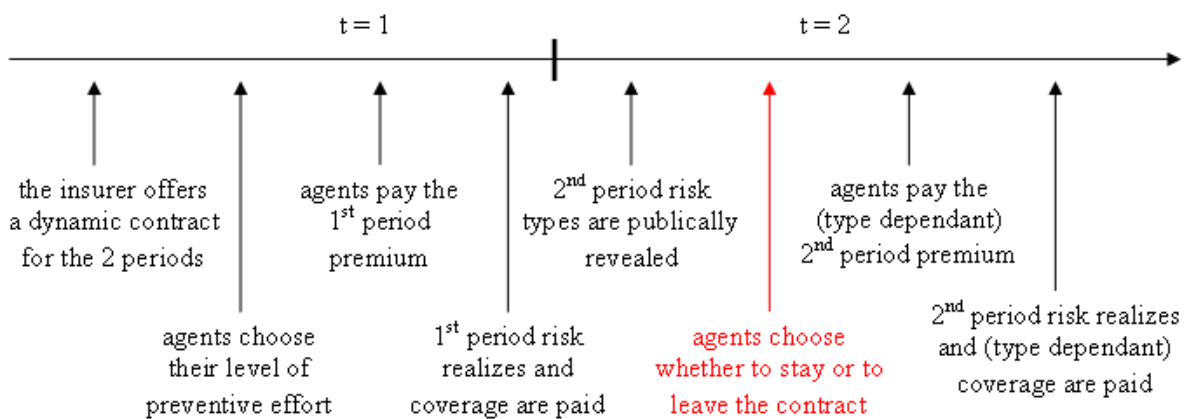 t = 1
t = 2
the insurer offers
a dynamic contract
for the 2 periods
agents choose
their level of
preventive effort
agents pay the
1st period
premium
1st period risk
realizes and
coverage are paid
2nd period risk
types are publically
revealed
agents choose
whether to stay or to
leave the contract
agents pay the
(type dependant)
2nd period premium
2nd period risk realizes
and (type dependant)
coverage are paid